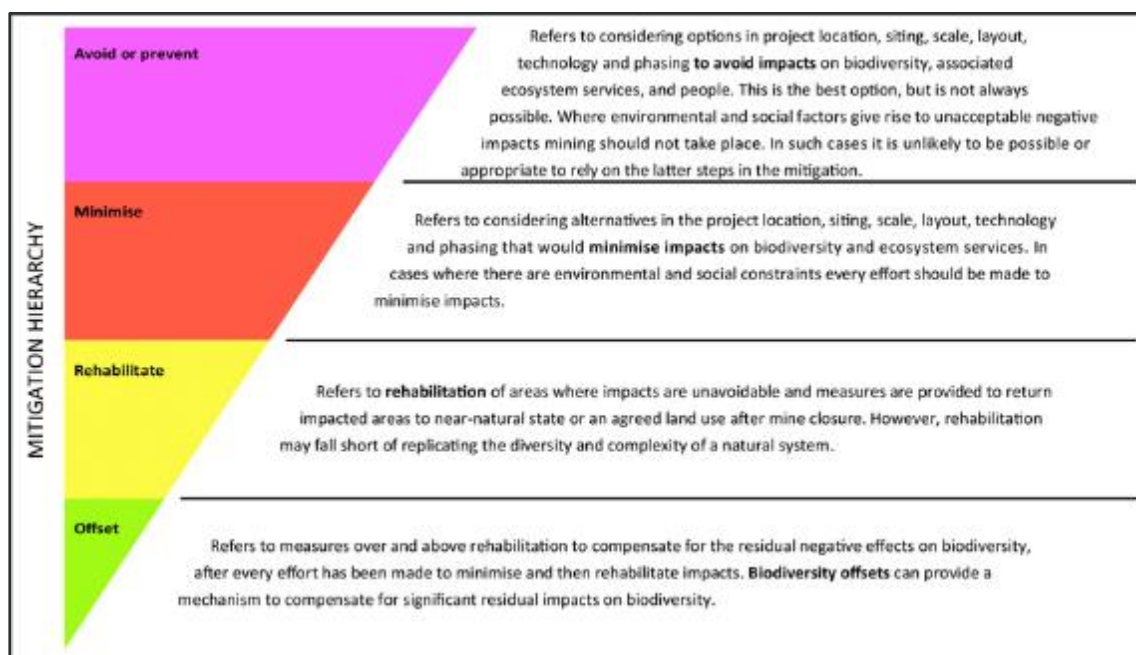 MITIGATION HIERARCHY
Avoid or prevent
Refers to considering options in project location, siting, scale, layout,
technology and phasing to avoid impacts on biodiversity, associated
ecosystem services, and people. This is the best option, but is not always
possible. Where environmental and social factors give rise to unacceptable negative
impacts mining should not take place. In such cases it is unlikely to be possible or
appropriate to rely on the latter steps in the mitigation.
Minimise
Refers to considering alternatives in the project location, siting, scale, layout, technology
and phasing that would minimise impacts on biodiversity and ecosystem services. In
cases where there are environmental and social constraints every effort should be made to
minimise impacts.
Rehabilitate
Refers to rehabilitation of areas where impacts are unavoidable and measures are provided to return
impacted areas to near-natural state or an agreed land use after mine closure. However, rehabilitation
may fall short of replicating the diversity and complexity of a natural system.
Offset
Refers to measures over and above rehabilitation to compensate for the residual negative effects on biodiversity,
after every effort has been made to minimise and then rehabilitate impacts. Biodiversity offsets can provide a
mechanism to compensate for significant residual impacts on biodiversity.